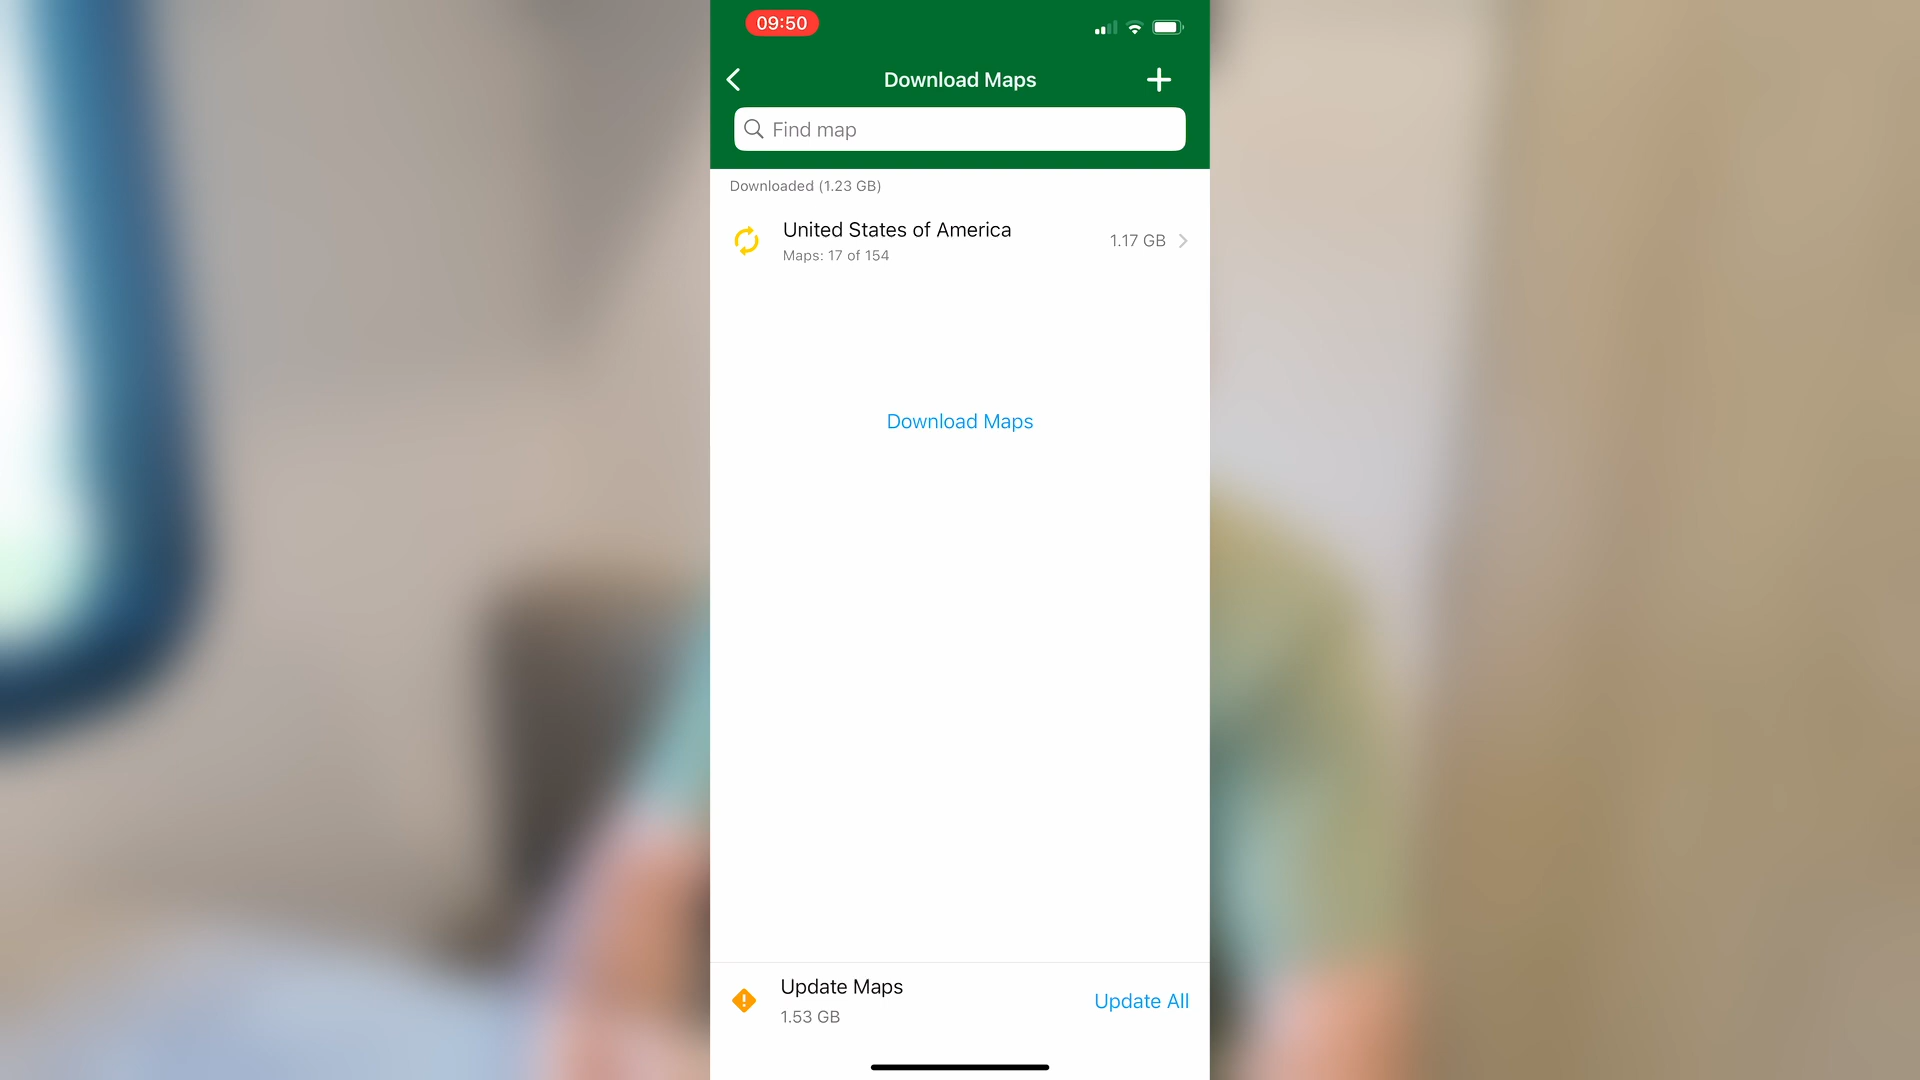 09:50
Download Maps
Find map
Downloaded (1.23 GB)
United States of America
1.17 GB
Maps: 17 of 154
Download Maps
Update Maps
Update All
1.53 GB